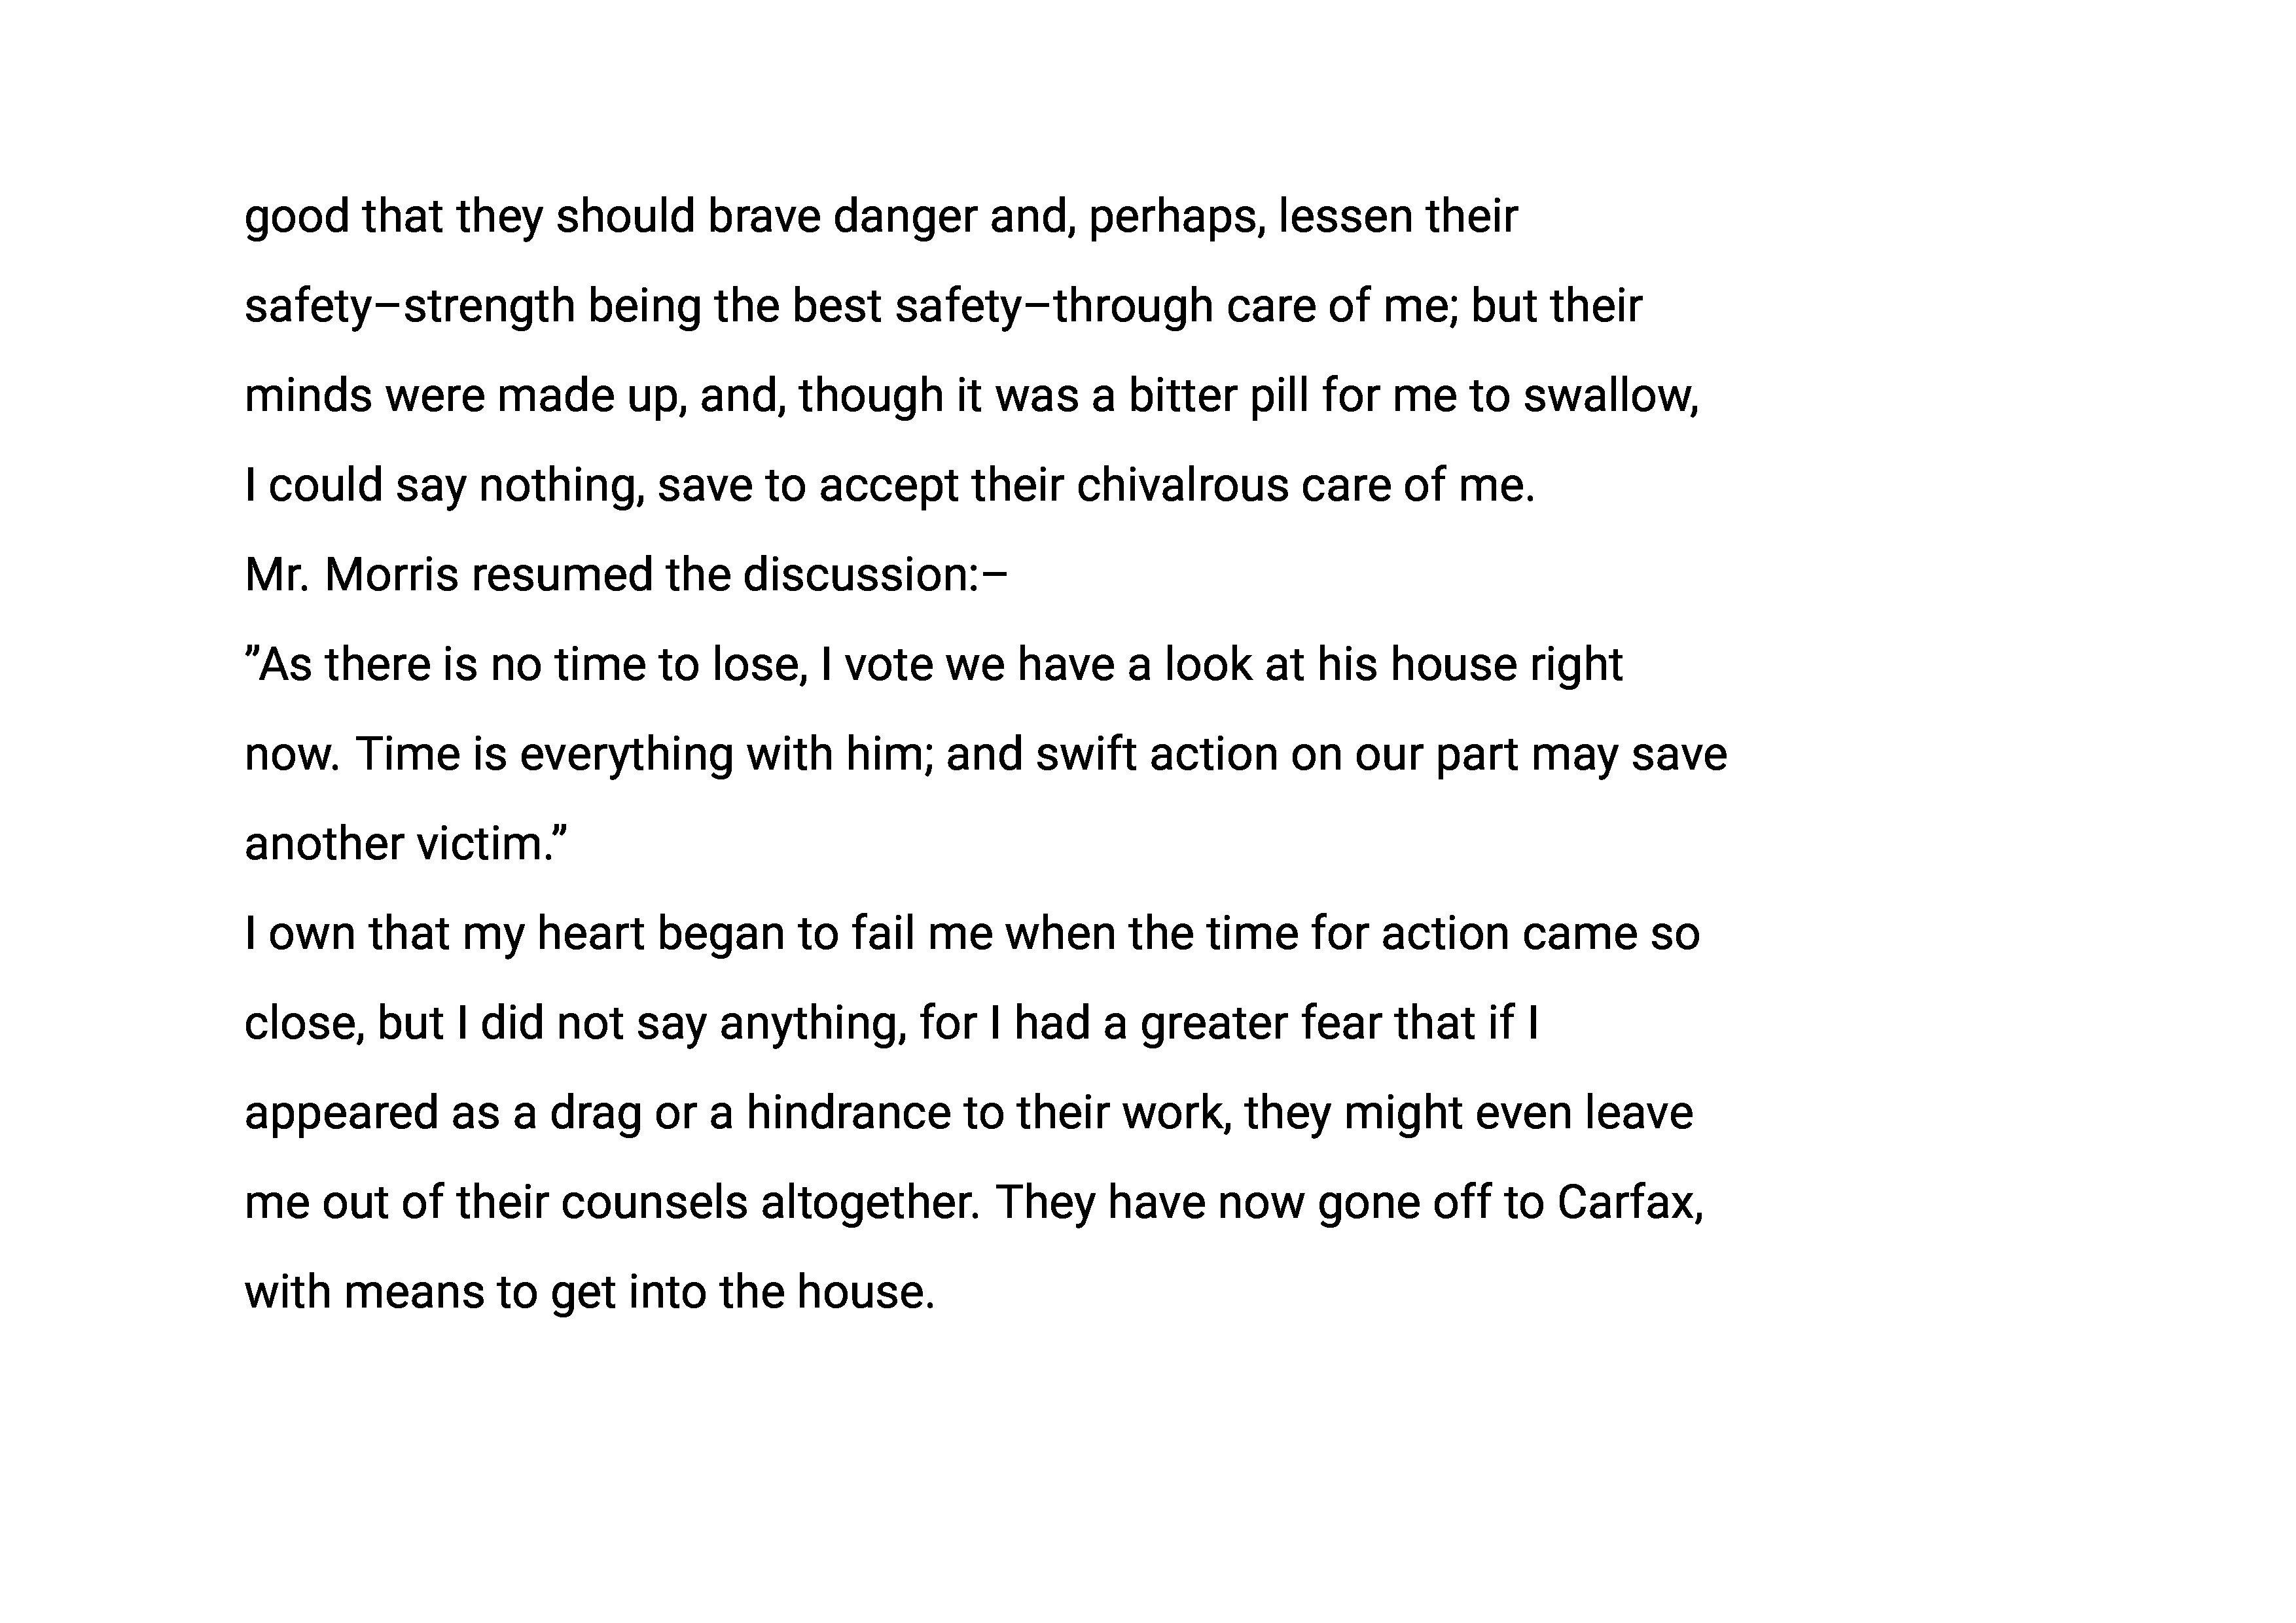 good that they should brave danger and, perhaps, lessen their
safety–strength being the best safety–through care of me; but their
minds were made up, and, though it was a bitter pill for me to swallow,
I could say nothing, save to accept their chivalrous care of me.
Mr. Morris resumed the discussion:–
”As there is no time to lose, I vote we have a look at his house right
now. Time is everything with him; and swift action on our part may save
another victim.”
I own that my heart began to fail me when the time for action came so
close, but I did not say anything, for I had a greater fear that if I
appeared as a drag or a hindrance to their work, they might even leave
me out of their counsels altogether. They have now gone off to Carfax,
with means to get into the house.